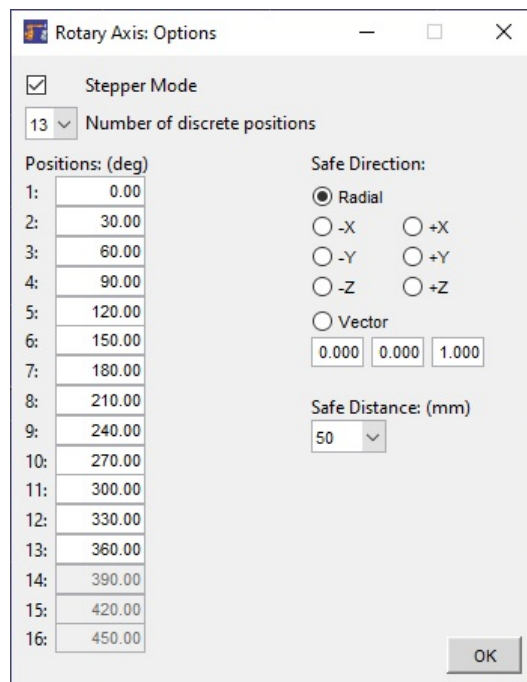 Rotary Axis: Options
Stepper Mode
13 Number of discrete positions
Positions: (deg)
1: 0.00
2: 30.00
3: 60.00
4: 90.00
5: 120.00
6: 150.00
7: 180.00
8: 210.00
9: 240.00
10: 270.00
11: 300.00
12: 330.00
13: 360.00
14: 390.00
15: 420.00
16: 450.00
Safe Direction:
Radial
-X +X
-Y +Y
-Z +Z
Vector
0.000 0.000 1.000
Safe Distance: (mm)
50
OK